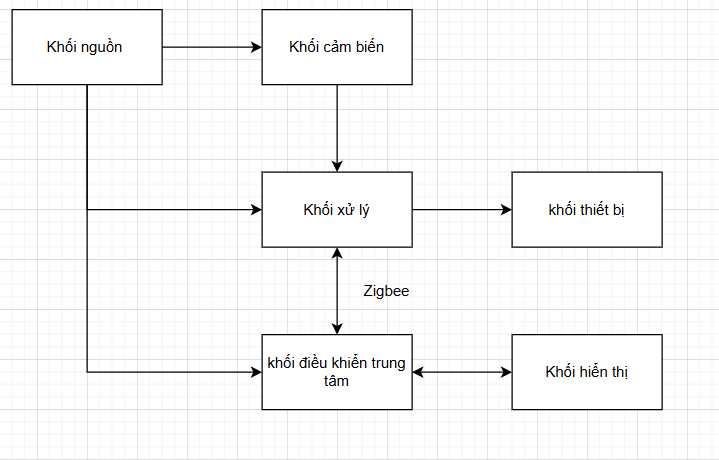 Khối nguồn
Khối cảm biến
Khối xử lý
khối thiết bị
Zigbee
khối điều khiển trung
tâm
Khối hiển thị